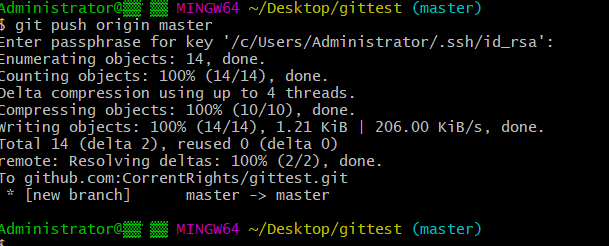 Administrator@▒▒ ▒▒ MINGW64 ~/Desktop/gittest (master)
$ git push origin master
Enter passphrase for key '/c/Users/Administrator/.ssh/id_rsa':
Enumerating objects: 14, done.
Counting objects: 100% (14/14), done.
Delta compression using up to 4 threads.
Compressing objects: 100% (10/10), done.
Writing objects: 100% (14/14), 1.21 KiB | 206.00 KiB/s, done.
Total 14 (delta 2), reused 0 (delta 0)
remote: Resolving deltas: 100% (2/2), done.
To github.com:CorrentRights/gittest.git
 * [new branch]      master -> master
Administrator@▒▒ ▒▒ MINGW64 ~/Desktop/gittest (master)
$